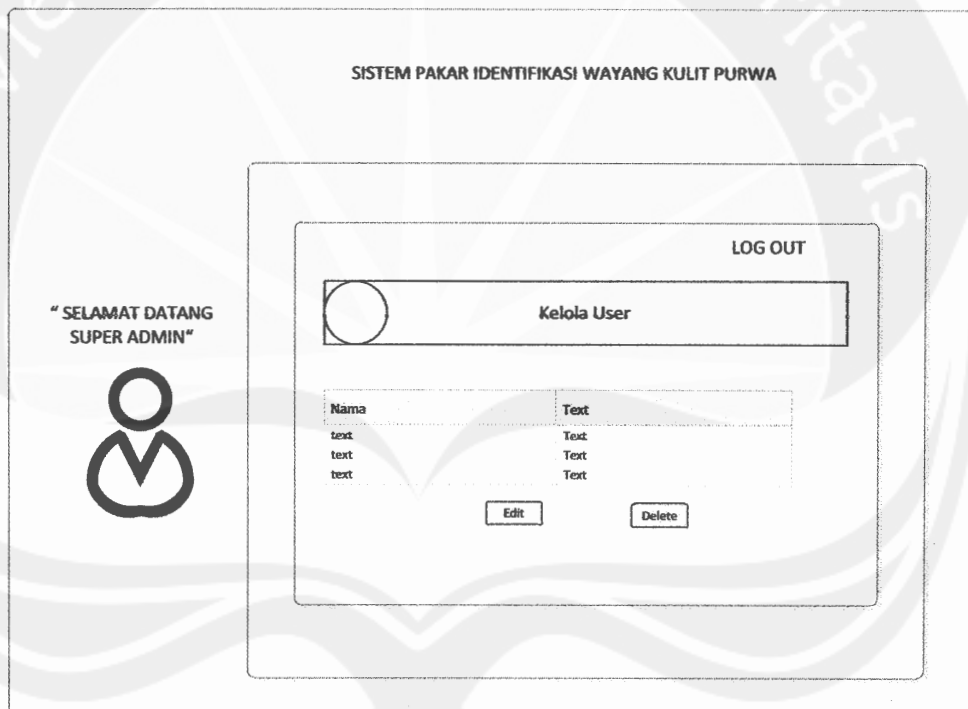 SISTEM PAKAR IDENTIFIKASI WAYANG KULIT PURWA
LOG OUT
" SELAMAT DATANG
SUPER ADMIN"
Kelola User
Nama Text
text Text
text Text
text Text
Edit Delete